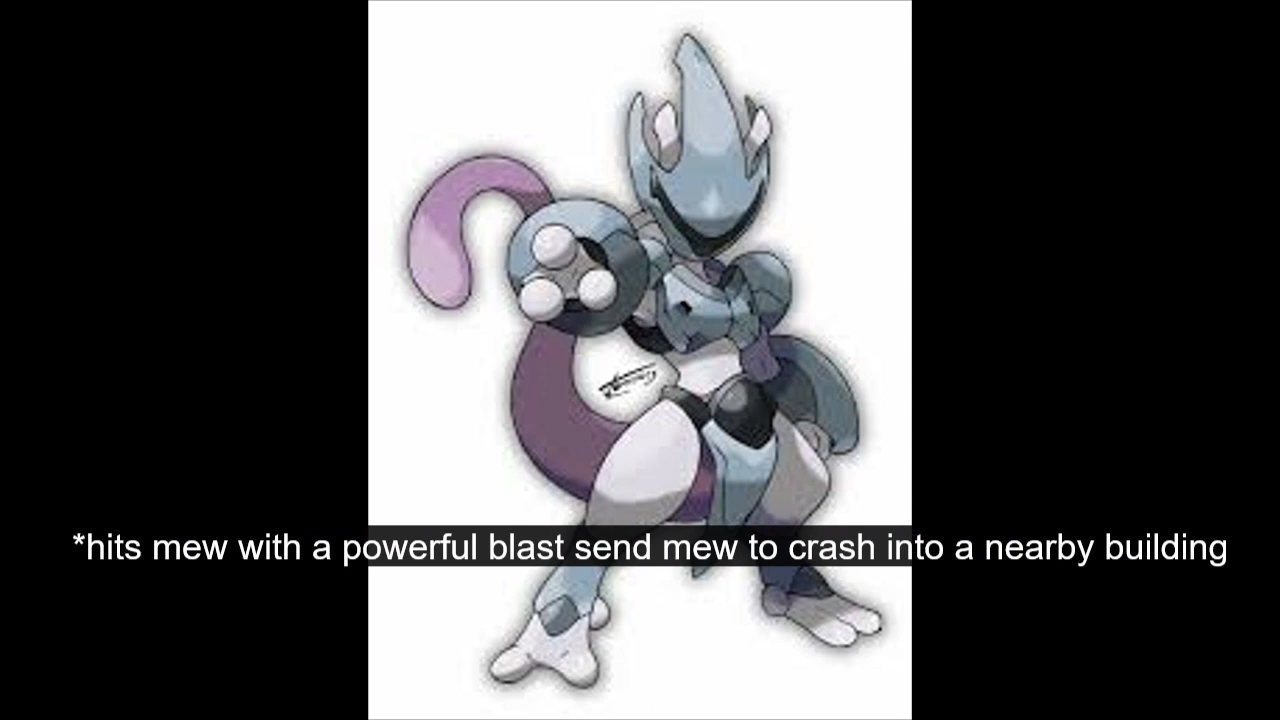 *hits mew with a powerful blast send mew to crash into a nearby building